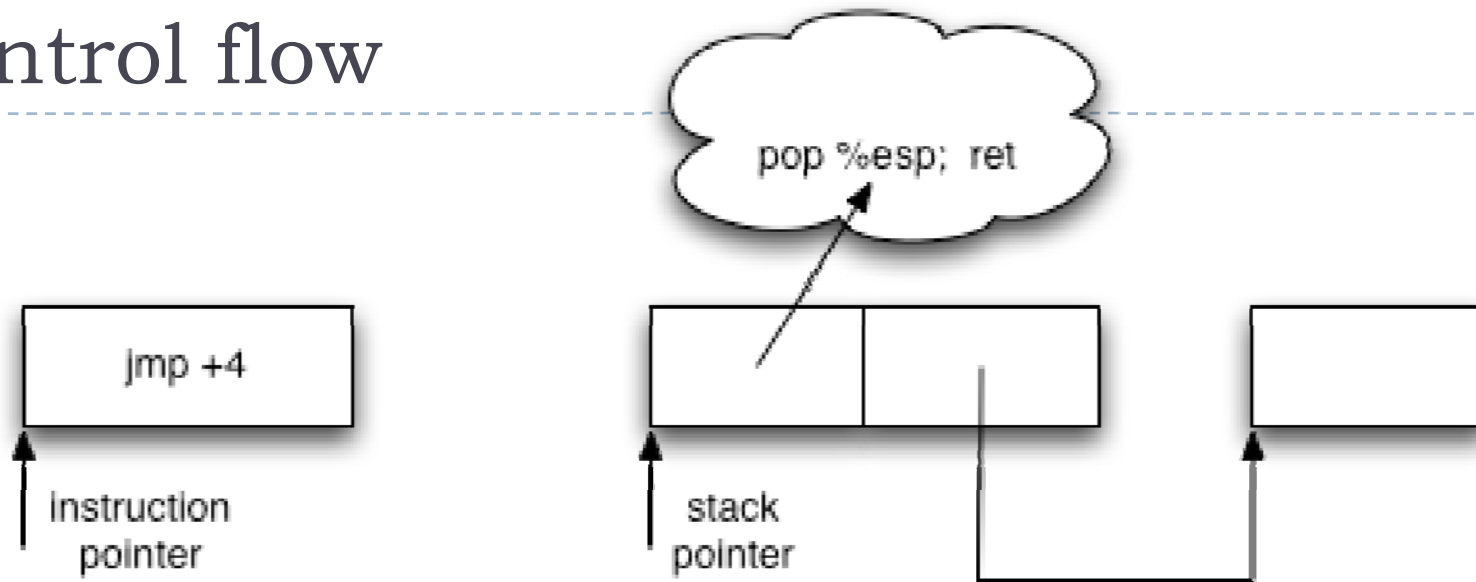 ntrol flow
pop %esp; ret
jmp +4
instruction
pointer
stack
pointer